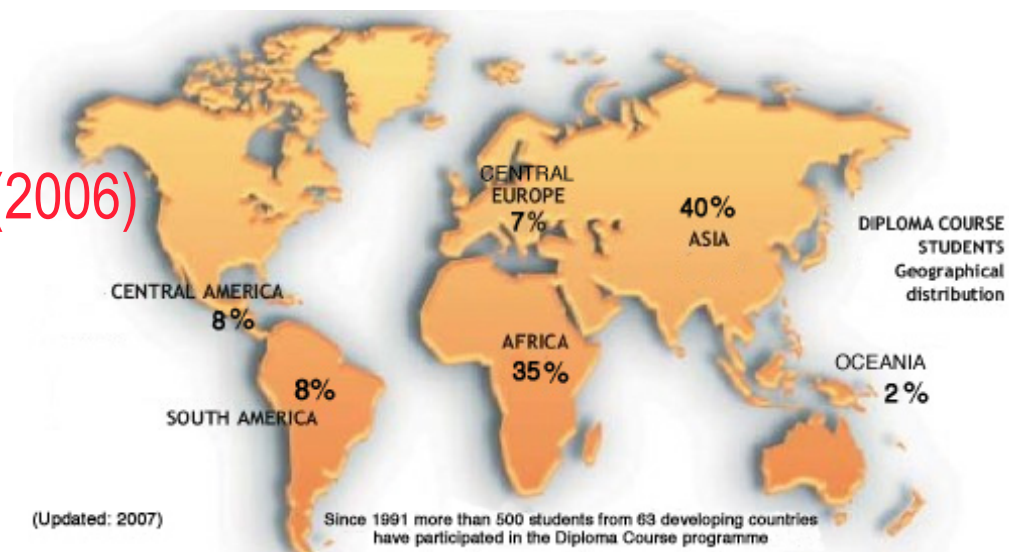 (2006)
CENTRAL
EUROPE
7%
40%
ASIA
DIPLOMA COURSE
STUDENTS
Geographical
distribution
CENTRAL AMERICA
8%
AFRICA
35%
OCEANIA
2%
8%
SOUTH AMERICA
(Updated: 2007)
Since 1991 more than 500 students from 63 developing countries
have participated in the Diploma Course programme